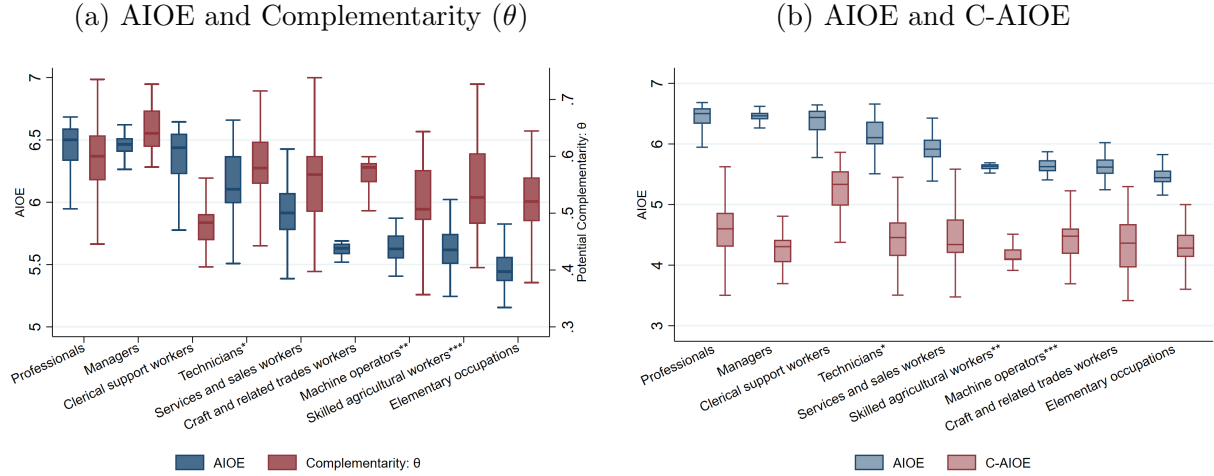 (a) AIOE and Complementarity (θ)
7
6.5
6
5.5
5
AIOE
.7
.6
.5
.4
.3
Potential Complementarity: θ
Professionals
Managers
Clerical support workers
Technicians*
Services and sales workers
Craft and related trades workers
Machine operators**
Skilled agricultural workers***
Elementary occupations
AIOE
Complementarity: θ
(b) AIOE and C-AIOE
7
6
5
4
3
AIOE
Professionals
Managers
Clerical support workers
Technicians*
Services and sales workers
Skilled agricultural workers**
Machine operators***
Craft and related trades workers
Elementary occupations
AIOE
C-AIOE